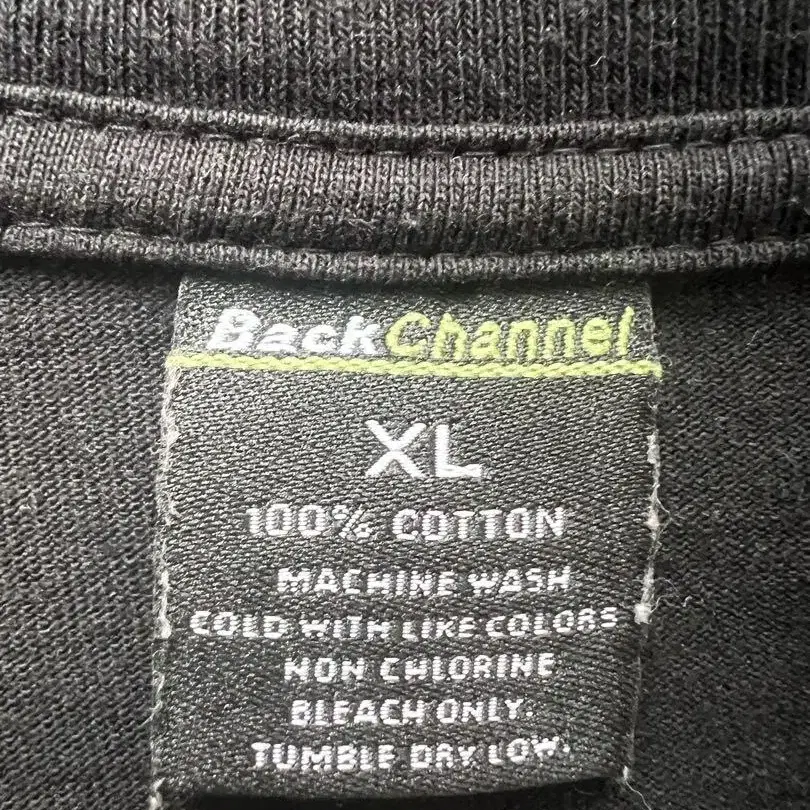 BackChannel
XL
100% COTTON
MACHINE WASH
COLD WITH LIKE COLORS
NON CHLORINE
BLEACH ONLY.
TUMBLE DRY LOW.